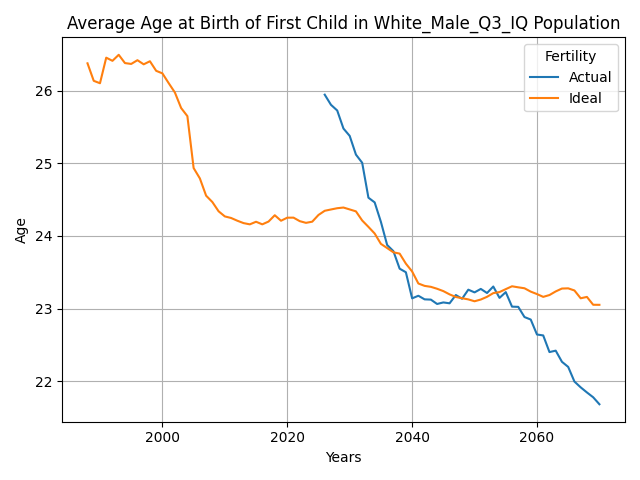 Average Age at Birth of First Child in White_Male_Q3_IQ Population
Fertility
Actual
Ideal
Age
26
25
24
23
22
2000
2020
2040
2060
Years